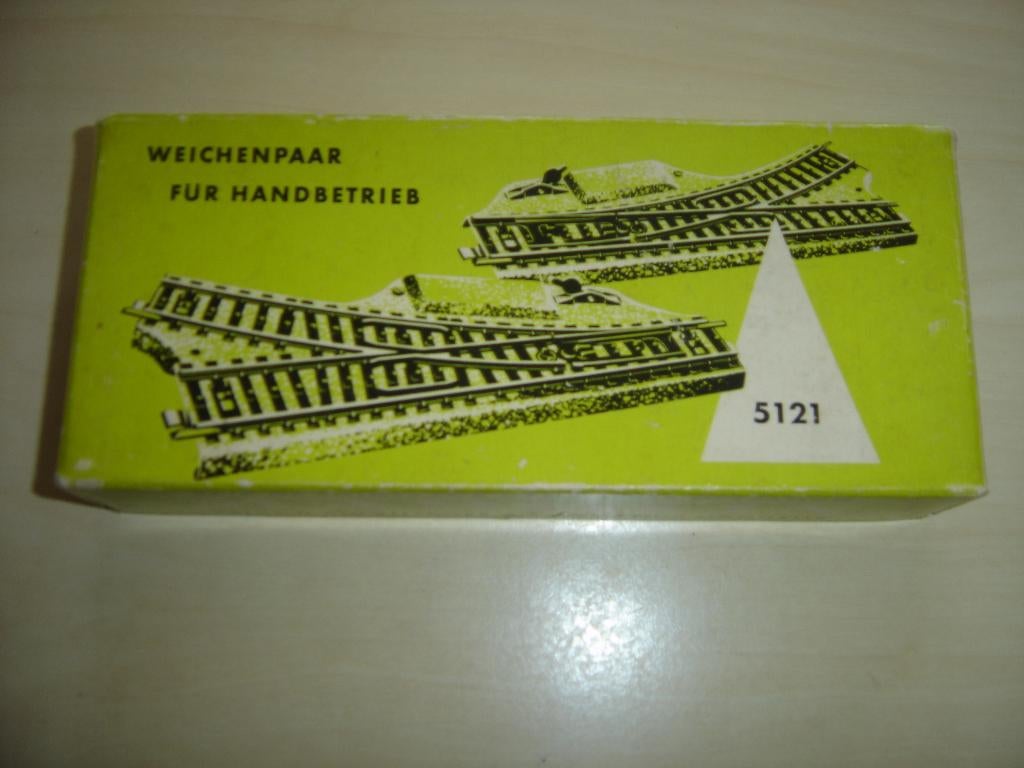 WEICHENPAAR
FÜR HANDBETRIEB
5121